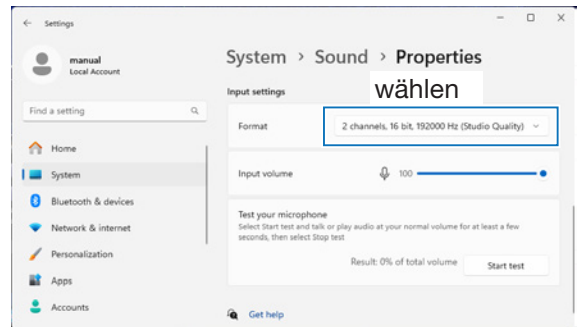 Settings
manual
Local Account
Find a setting
Home
System
Bluetooth & devices
Network & internet
Personalization
Apps
Accounts
System > Sound > Properties
wählen
Input settings
Format
2 channels, 16 bit, 192000 Hz (Studio Quality)
Input volume
100
Test your microphone
Select Start test and talk or play audio at your normal volume for at least a few
seconds, then select Stop test
Result: 0% of total volume
Start test
Get help